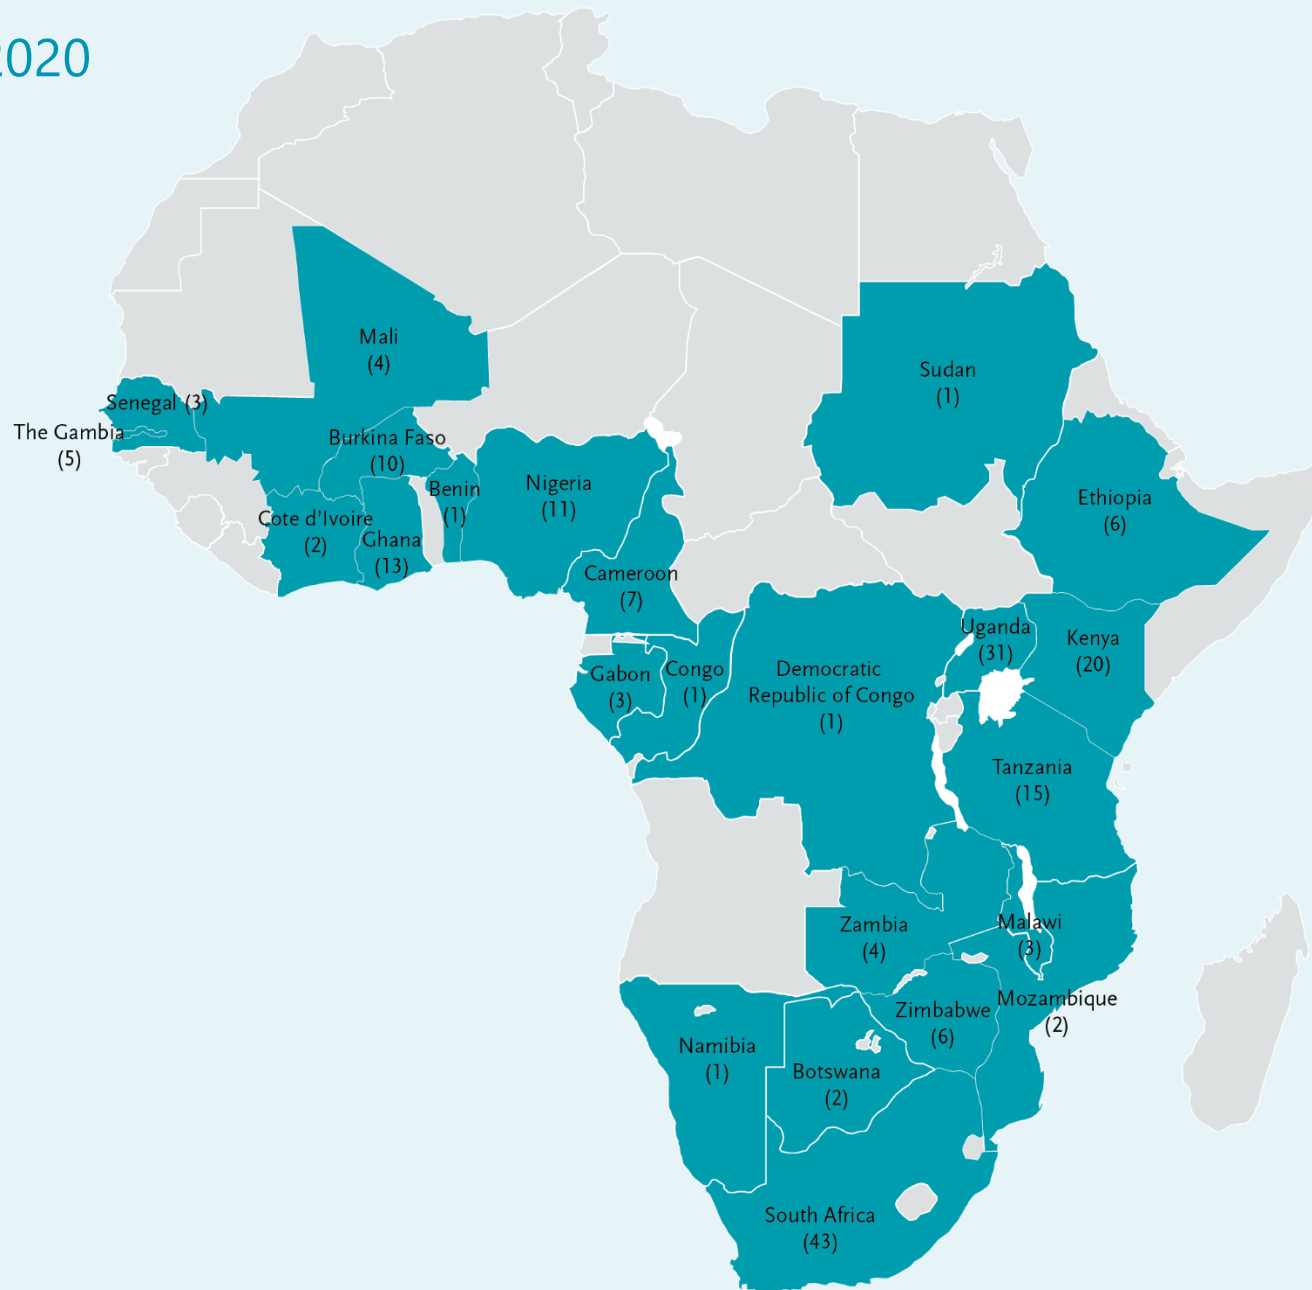 2020
Mali
(4)
Sudan
(1)
Senegal (3)
The Gambia
(5)
Burkina Faso
(10)
Benin
(1)
Nigeria
(11)
Ethiopia
(6)
Cote d'Ivoire
(2)
Ghana
(13)
Cameroon
(7)
Uganda
(31)
Kenya
(20)
Gabon
(3)
Congo
(1)
Democratic
Republic of Congo
(1)
Tanzania
(15)
Zambia
(4)
Malawi
(3)
Mozambique
(2)
Zimbabwe
(6)
Namibia
(1)
Botswana
(2)
South Africa
(43)